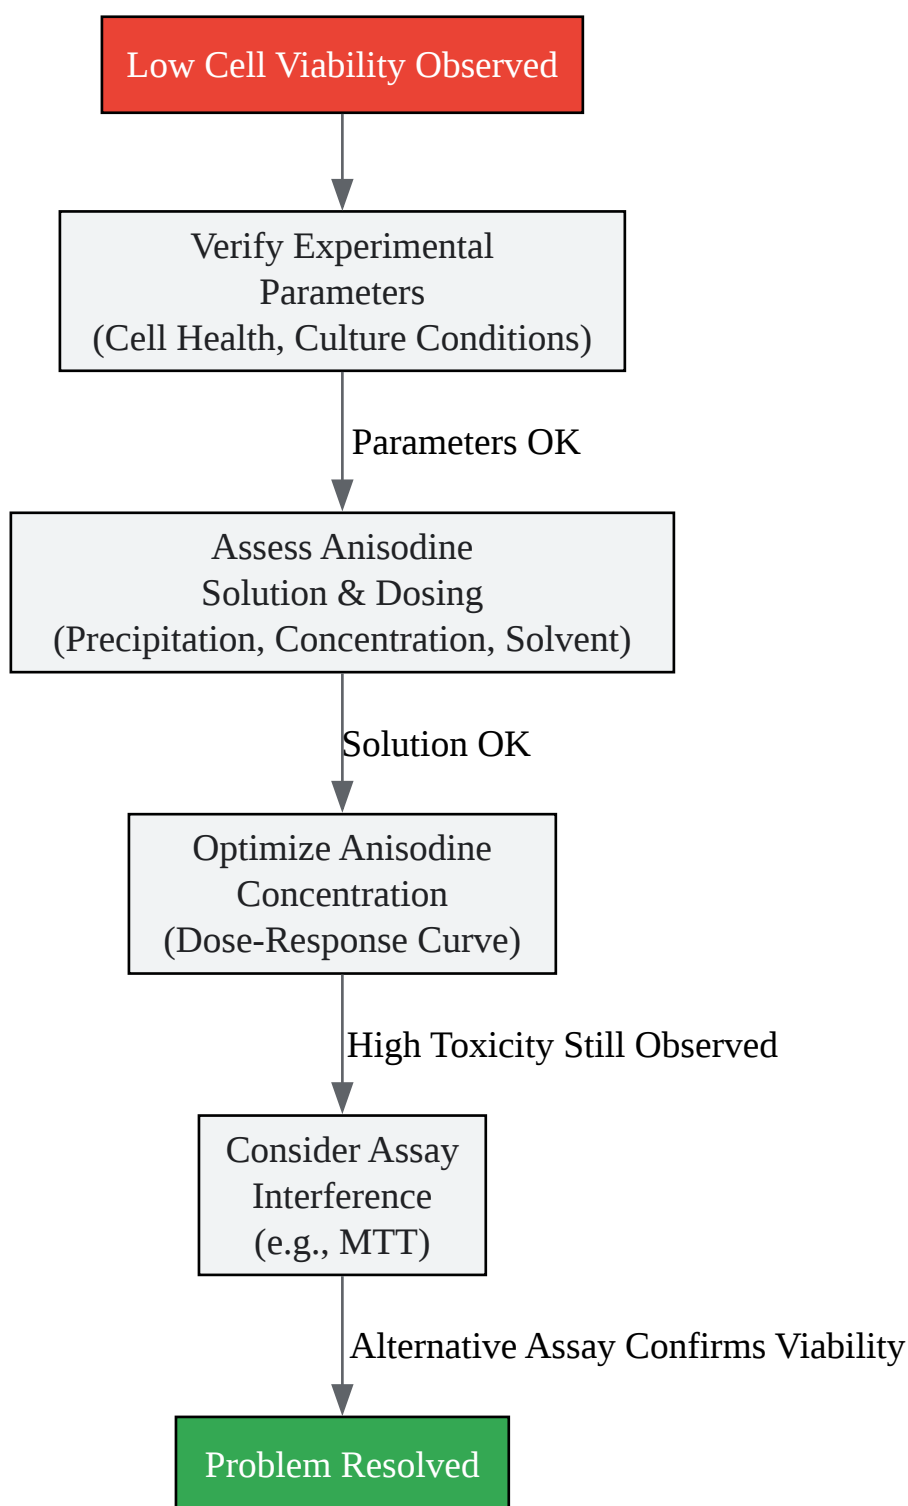 Low Cell Viability Observed
Verify Experimental
Parameters
(Cell Health, Culture Conditions)
Parameters OK
Assess Anisodine
Solution & Dosing
(Precipitation, Concentration, Solvent)
Solution OK
Optimize Anisodine
Concentration
(Dose-Response Curve)
High Toxicity Still Observed
Consider Assay
Interference
(e.g., MTT)
Alternative Assay Confirms Viability
Problem Resolved